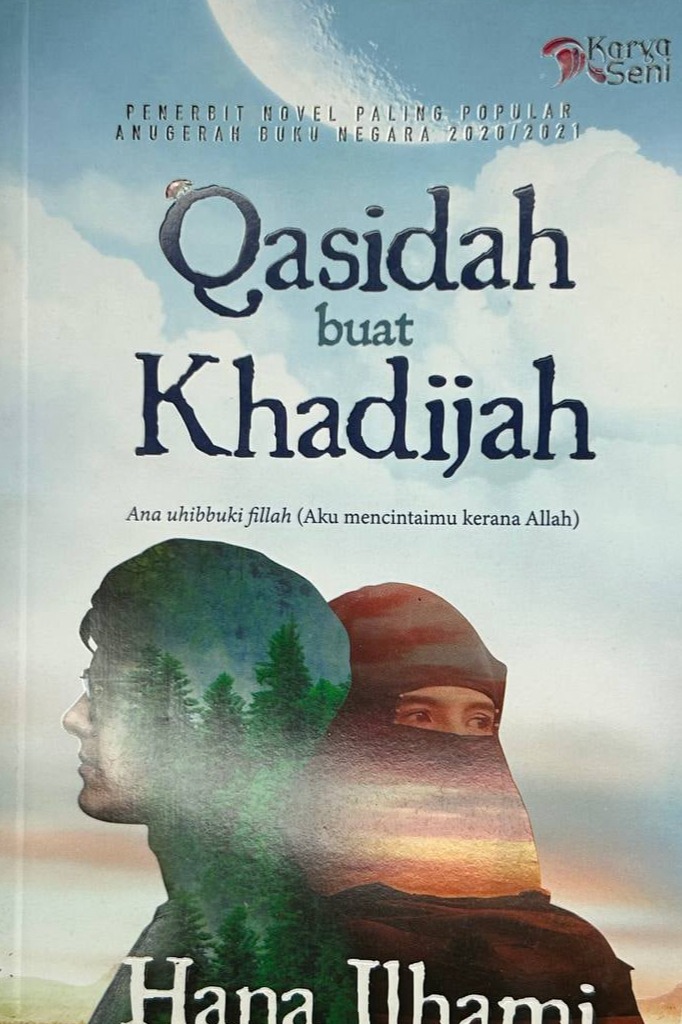 Karya
Seni
PENERBIT NOVEL PALING POPULAR
ANUGERAH BUKU NEGARA 2020/2021
Qasidah
buat
Khadijah
Ana uhibbuki fillah (Aku mencintaimu kerana Allah)
Hana Ilhami